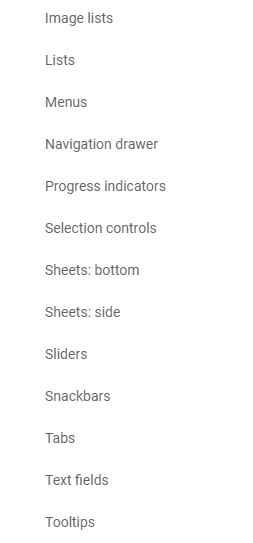 Image lists
Lists
Menus
Navigation drawer
Progress indicators
Selection controls
Sheets: bottom
Sheets: side
Sliders
Snackbars
Tabs
Text fields
Tooltips